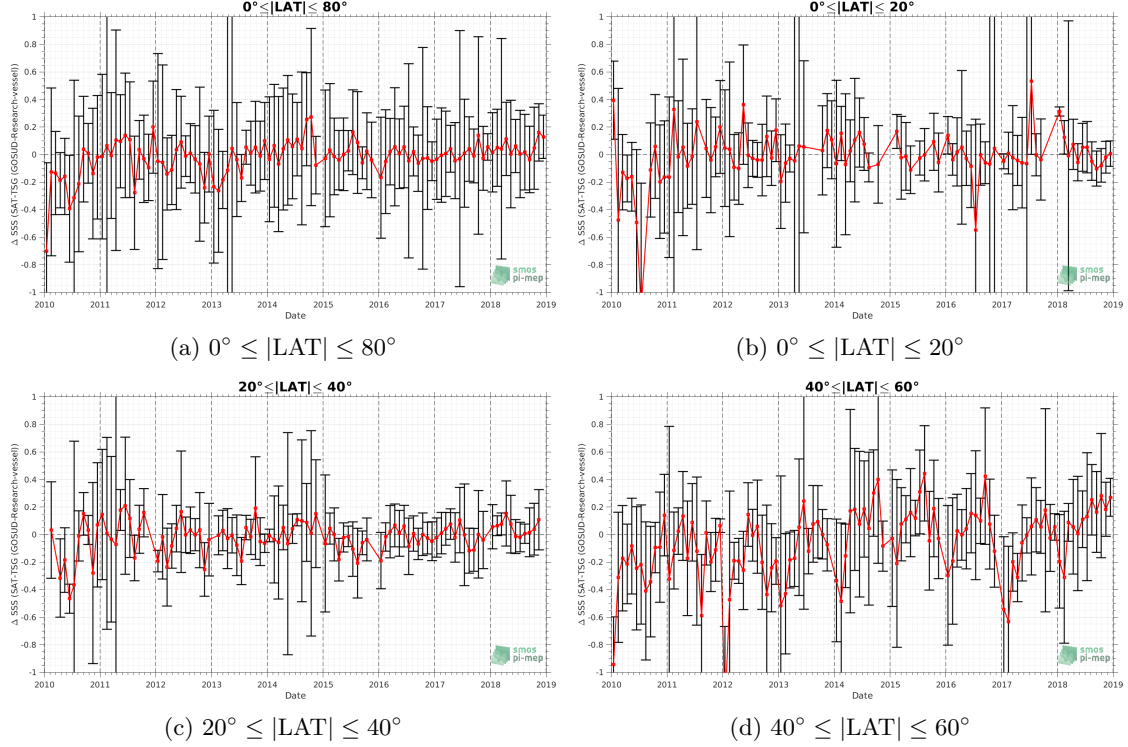 0°≤|LAT|≤ 80°
Δ SSS (SAT-TSG (GOSUD-Research-vessel))
1
0.8
0.6
0.4
0.2
0
-0.2
-0.4
-0.6
-0.8
-1
2010 2011 2012 2013 2014 2015 2016 2017 2018 2019
Date
smos
pi-mep
(a) 0° ≤ |LAT| ≤ 80°
0°≤|LAT|≤ 20°
Δ SSS (SAT-TSG (GOSUD-Research-vessel))
1
0.8
0.6
0.4
0.2
0
-0.2
-0.4
-0.6
-0.8
-1
2010 2011 2012 2013 2014 2015 2016 2017 2018 2019
Date
smos
pi-mep
(b) 0° ≤ |LAT| ≤ 20°
20°≤|LAT|≤ 40°
Δ SSS (SAT-TSG (GOSUD-Research-vessel))
1
0.8
0.6
0.4
0.2
0
-0.2
-0.4
-0.6
-0.8
-1
2010 2011 2012 2013 2014 2015 2016 2017 2018 2019
Date
smos
pi-mep
(c) 20° ≤ |LAT| ≤ 40°
40°≤|LAT|≤ 60°
Δ SSS (SAT-TSG (GOSUD-Research-vessel))
1
0.8
0.6
0.4
0.2
0
-0.2
-0.4
-0.6
-0.8
-1
2010 2011 2012 2013 2014 2015 2016 2017 2018 2019
Date
smos
pi-mep
(d) 40° ≤ |LAT| ≤ 60°